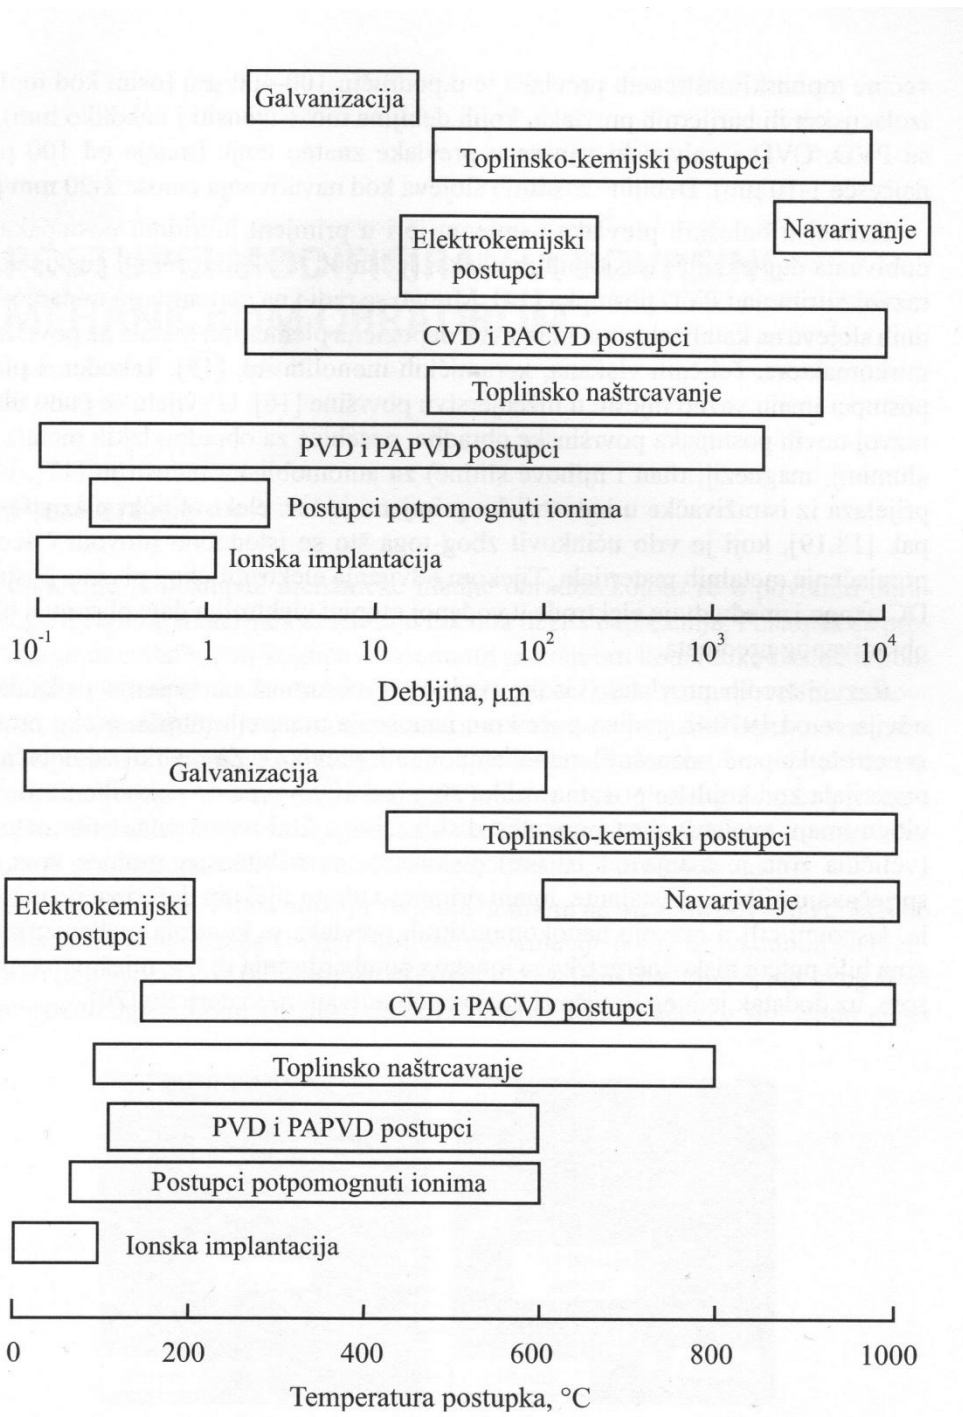 Galvanizacija
Toplinsko-kemijski postupci
Navarivanje
Elektrokemijski
postupci
CVD i PACVD postupci
Toplinsko naštrcavanje
PVD i PAPVD postupci
Postupci potpomognuti ionima
Ionska implantacija
10⁻¹ 1 10 10² 10³ 10⁴
Debljina, μm
Galvanizacija
Toplinsko-kemijski postupci
Navarivanje
Elektrokemijski
postupci
CVD i PACVD postupci
Toplinsko naštrcavanje
PVD i PAPVD postupci
Postupci potpomognuti ionima
Ionska implantacija
0 200 400 600 800 1000
Temperatura postupka, °C